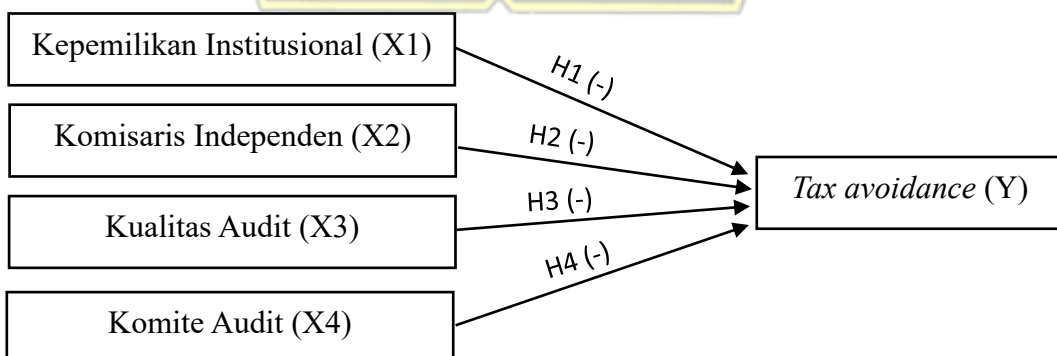 Kepemilikan Institusional (X1)
H1 (-)
Komisaris Independen (X2)
H2 (-)
Tax avoidance (Y)
H3 (-)
Kualitas Audit (X3)
H4 (-)
Komite Audit (X4)